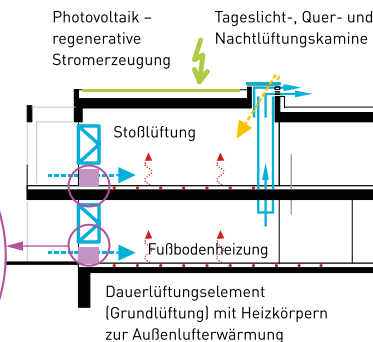 Photovoltaik –
regenerative
Stromerzeugung
Tageslicht-, Quer- und
Nachtlüftungskamine
Stoßlüftung
Fußbodenheizung
Dauerlüftungselement
(Grundlüftung) mit Heizkörpern
zur Außenlufterwärmung